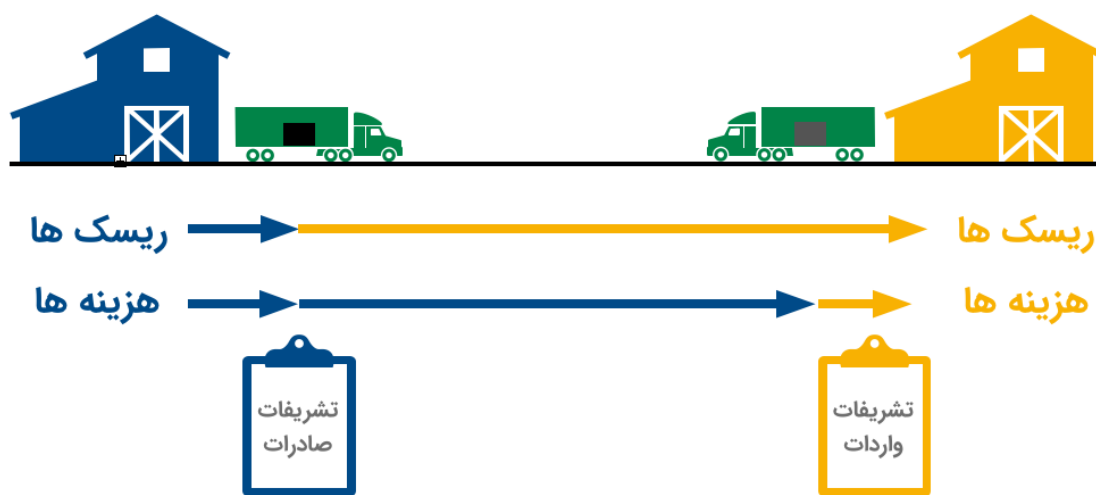 ریسک ها
ریسک ها
هزینه ها
هزینه ها
تشریفات
واردات
تشریفات
صادرات